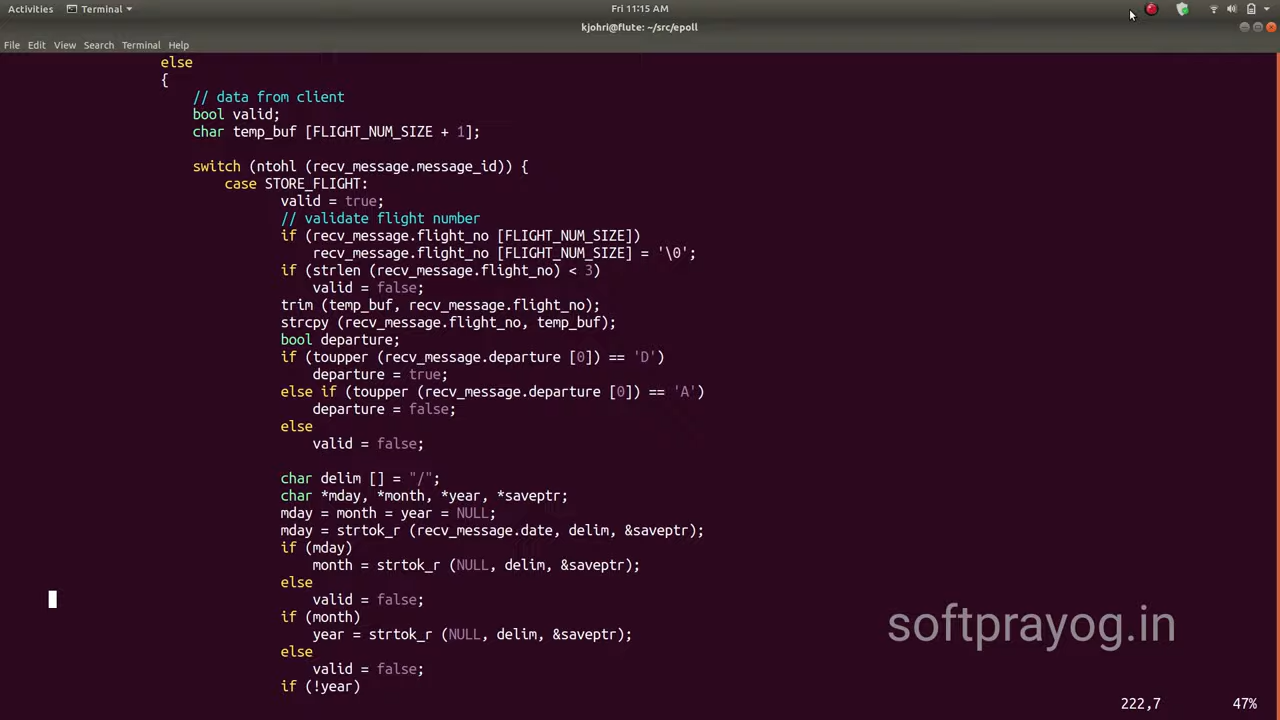 Activities Terminal Fri 11:15 AM
kjohri@flute: ~/src/epoll
File Edit View Search Terminal Help
else
{
// data from client
bool valid;
char temp_buf [FLIGHT_NUM_SIZE + 1];
switch (ntohl (recv_message.message_id)) {
case STORE_FLIGHT:
valid = true;
// validate flight number
if (recv_message.flight_no [FLIGHT_NUM_SIZE])
recv_message.flight_no [FLIGHT_NUM_SIZE] = '\0';
if (strlen (recv_message.flight_no) < 3)
valid = false;
trim (temp_buf, recv_message.flight_no);
strcpy (recv_message.flight_no, temp_buf);
bool departure;
if (toupper (recv_message.departure [0]) == 'D')
departure = true;
else if (toupper (recv_message.departure [0]) == 'A')
departure = false;
else
valid = false;
char delim [] = "/";
char *mday, *month, *year, *saveptr;
mday = month = year = NULL;
mday = strtok_r (recv_message.date, delim, &saveptr);
if (mday)
month = strtok_r (NULL, delim, &saveptr);
else
valid = false;
if (month)
year = strtok_r (NULL, delim, &saveptr);
else
valid = false;
if (!year)
softprayog.in
222,7 47%